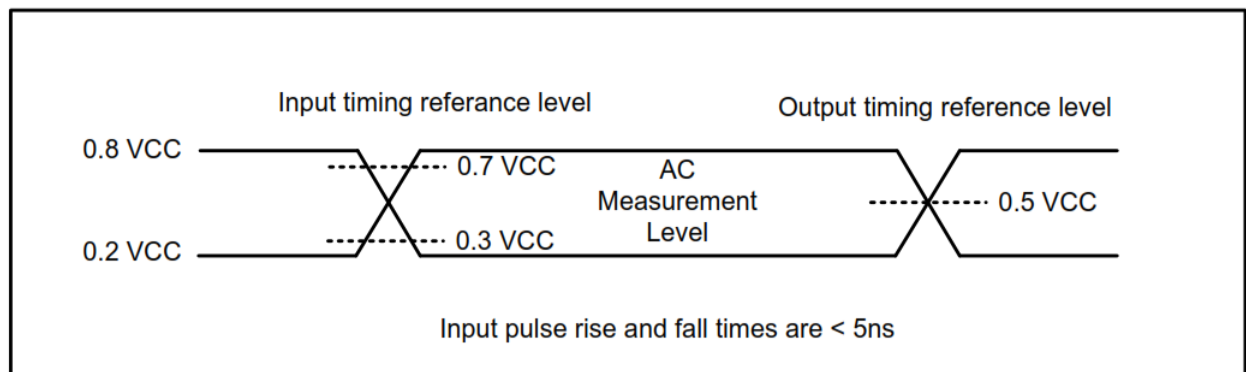 Input timing referance level
Output timing reference level
0.8 VCC
0.7 VCC
AC
Measurement
Level
0.5 VCC
0.3 VCC
0.2 VCC
Input pulse rise and fall times are < 5ns